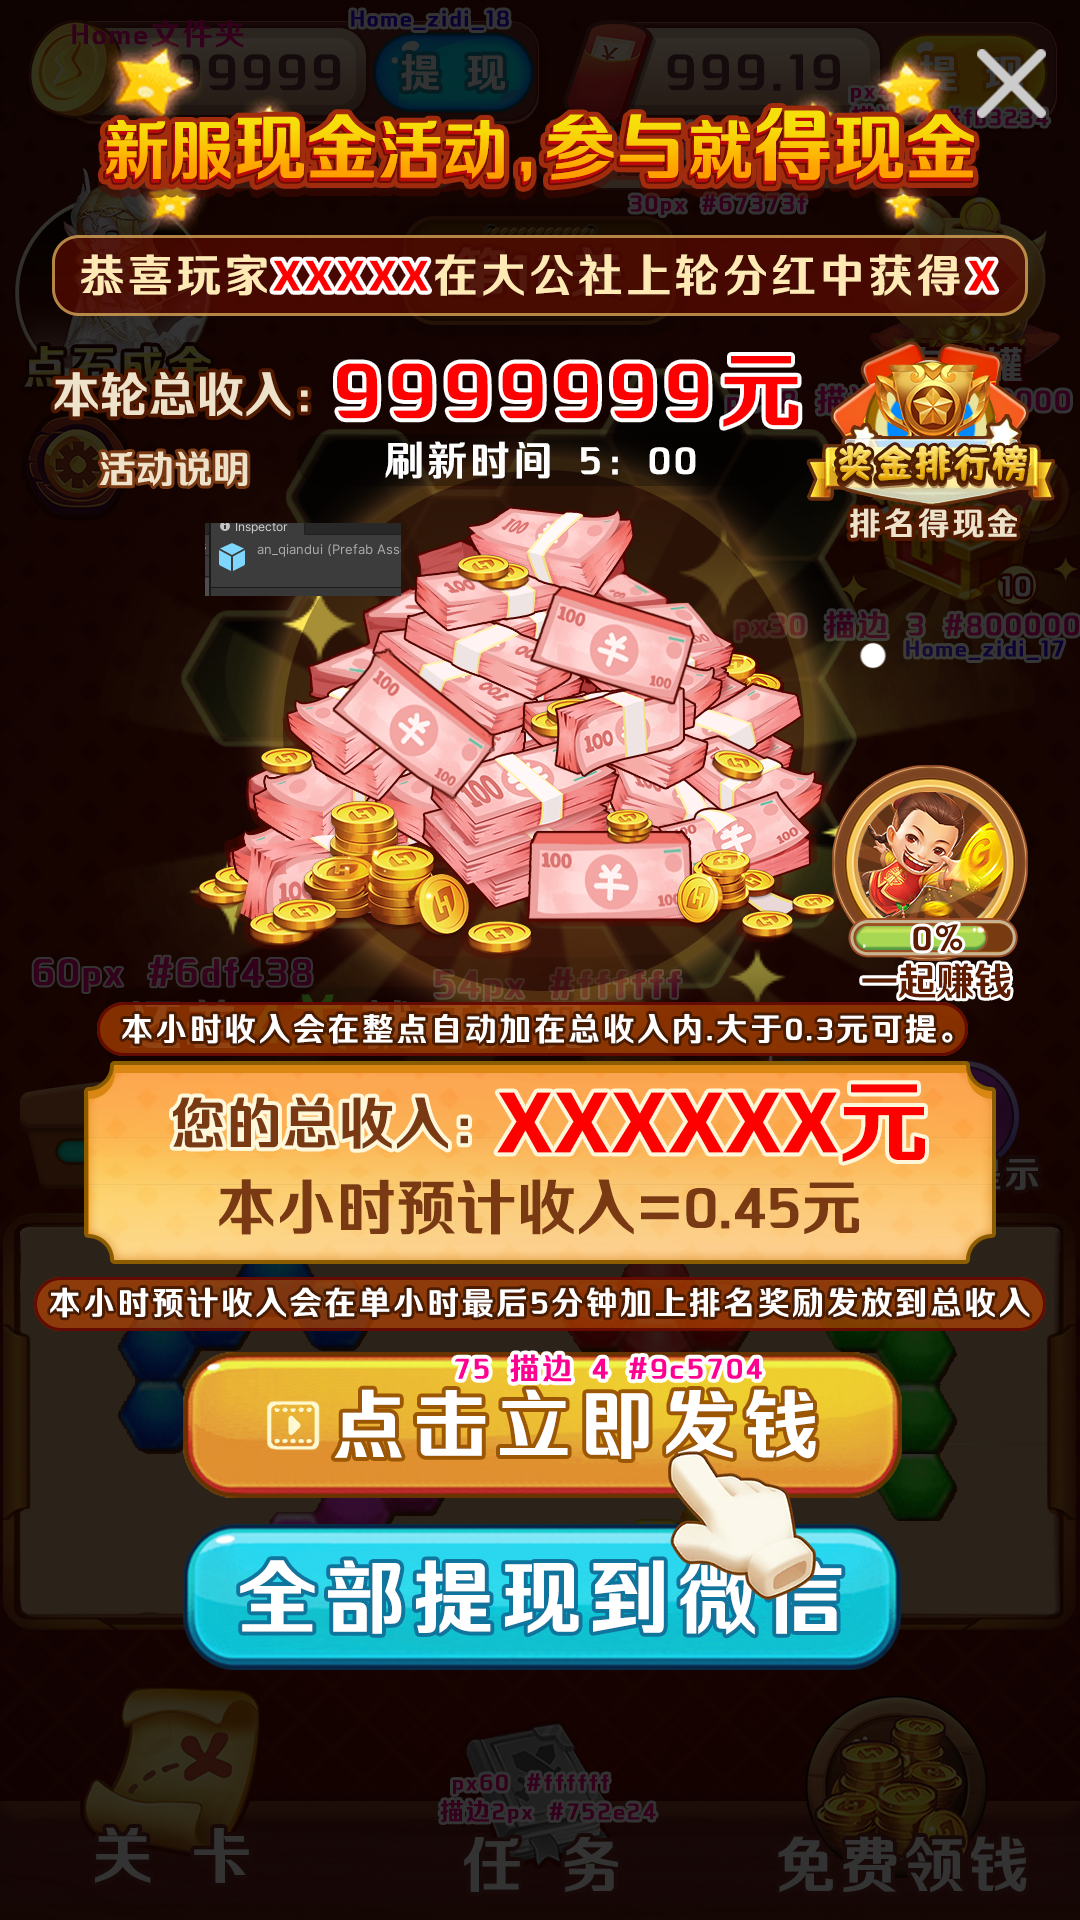 Home文件夹
Home_zidi_18
99999
提 现
999.19
提 现
新服现金活动,参与就得现金
30px #67373f
恭喜玩家XXXXX在大公社上轮分红中获得X
点石成金
本轮总收入:
9999999元
活动说明
刷新时间 5: 00
奖金排行榜
排名得现金
Inspector
an_qiandui (Prefab Ass
10
px30 描边 3 #800000
Home_zidi_17
0%
一起赚钱
60px #6df438
54px #ffffff
本小时收入会在整点自动加在总收入内.大于0.3元可提。
您的总收入:
XXXXXX元
本小时预计收入=0.45元
本小时预计收入会在单小时最后5分钟加上排名奖励发放到总收入
75 描边 4 #9c5704
点击立即发钱
全部提现到微信
px60 #ffffff
描边2px #752e24
关 卡
任 务
免费领钱